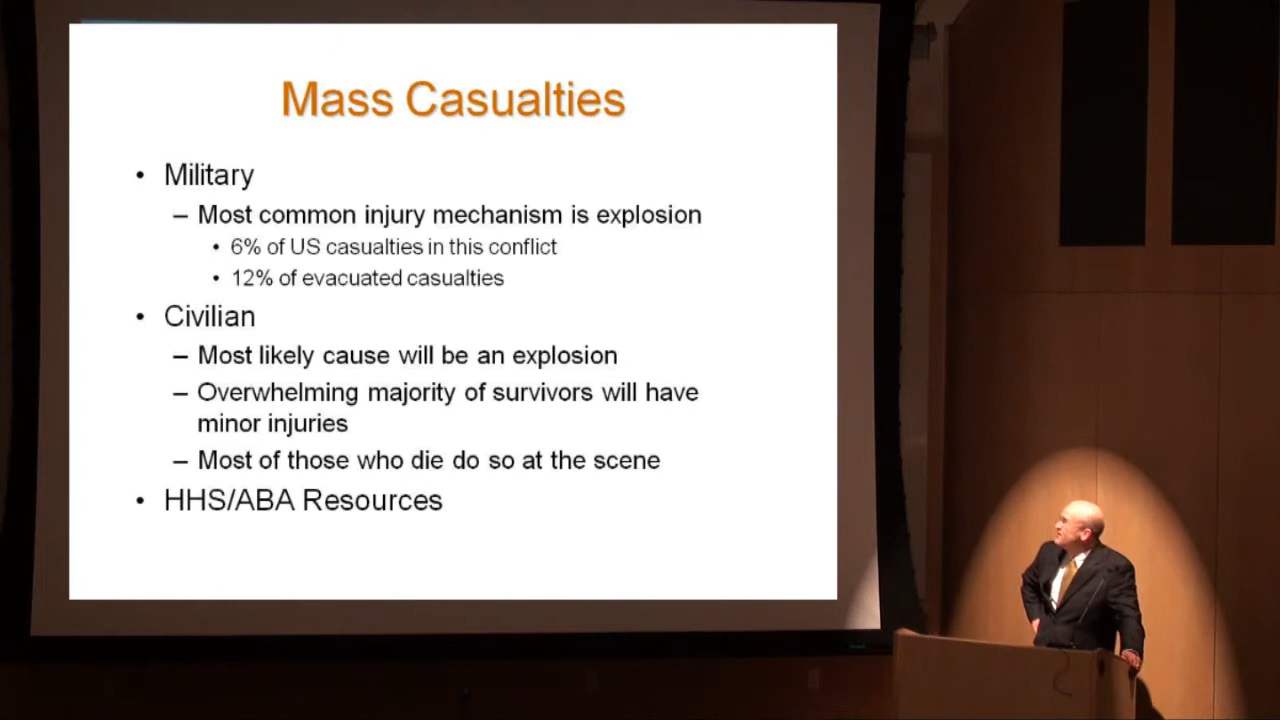 Mass Casualties
• Military
– Most common injury mechanism is explosion
• 6% of US casualties in this conflict
• 12% of evacuated casualties
• Civilian
– Most likely cause will be an explosion
– Overwhelming majority of survivors will have
minor injuries
– Most of those who die do so at the scene
• HHS/ABA Resources